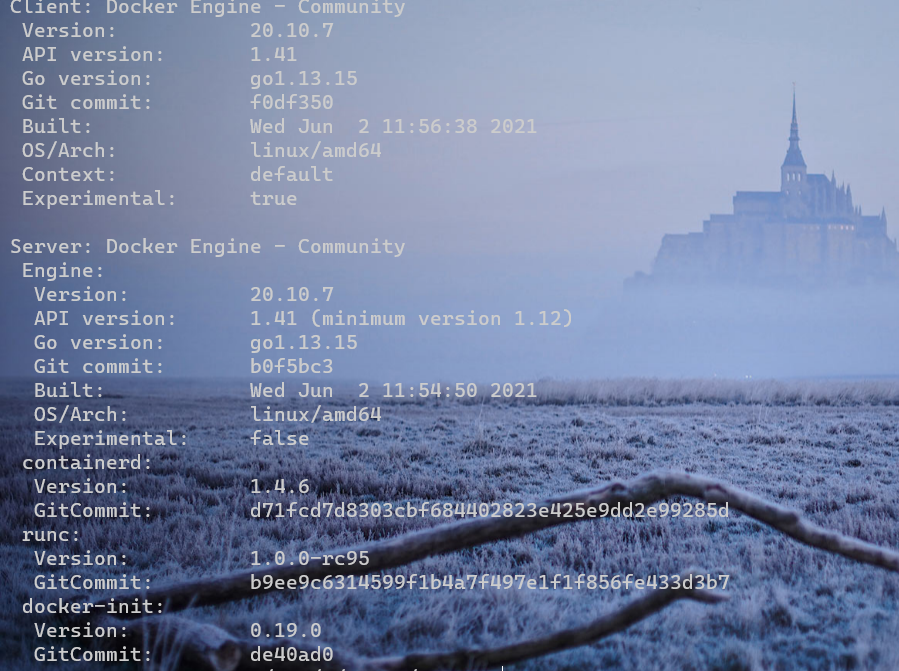 Client: Docker Engine - Community
 Version:           20.10.7
 API version:       1.41
 Go version:        go1.13.15
 Git commit:        f0df350
 Built:             Wed Jun  2 11:56:38 2021
 OS/Arch:           linux/amd64
 Context:           default
 Experimental:      true

Server: Docker Engine - Community
 Engine:
  Version:          20.10.7
  API version:      1.41 (minimum version 1.12)
  Go version:       go1.13.15
  Git commit:       b0f5bc3
  Built:            Wed Jun  2 11:54:50 2021
  OS/Arch:          linux/amd64
  Experimental:     false
 containerd:
  Version:          1.4.6
  GitCommit:        d71fcd7d8303cbf684402823e425e9dd2e99285d
 runc:
  Version:          1.0.0-rc95
  GitCommit:        b9ee9c6314599f1b4a7f497e1f1f856fe433d3b7
 docker-init:
  Version:          0.19.0
  GitCommit:        de40ad0